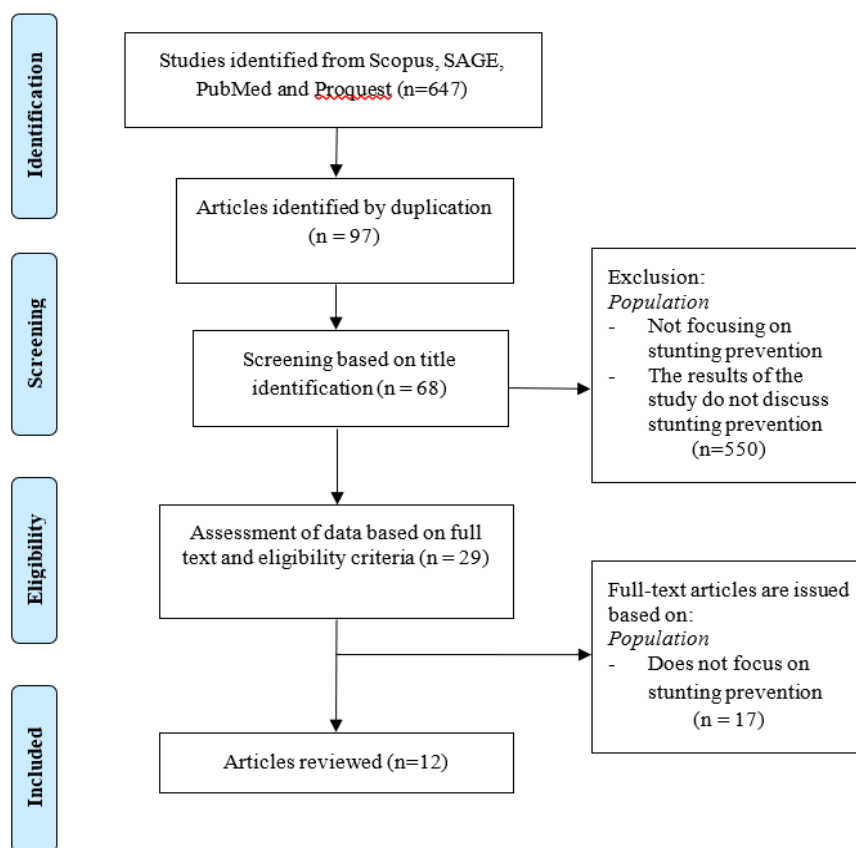 Identification
Studies identified from Scopus, SAGE,
PubMed and Proquest (n=647)
Articles identified by duplication
(n = 97)
Screening
Screening based on title
identification (n = 68)
Exclusion:
Population
- Not focusing on
stunting prevention
- The results of the
study do not discuss
stunting prevention
(n=550)
Eligibility
Assessment of data based on full
text and eligibility criteria (n = 29)
Full-text articles are issued
based on:
Population
- Does not focus on
stunting prevention
(n = 17)
Included
Articles reviewed (n=12)